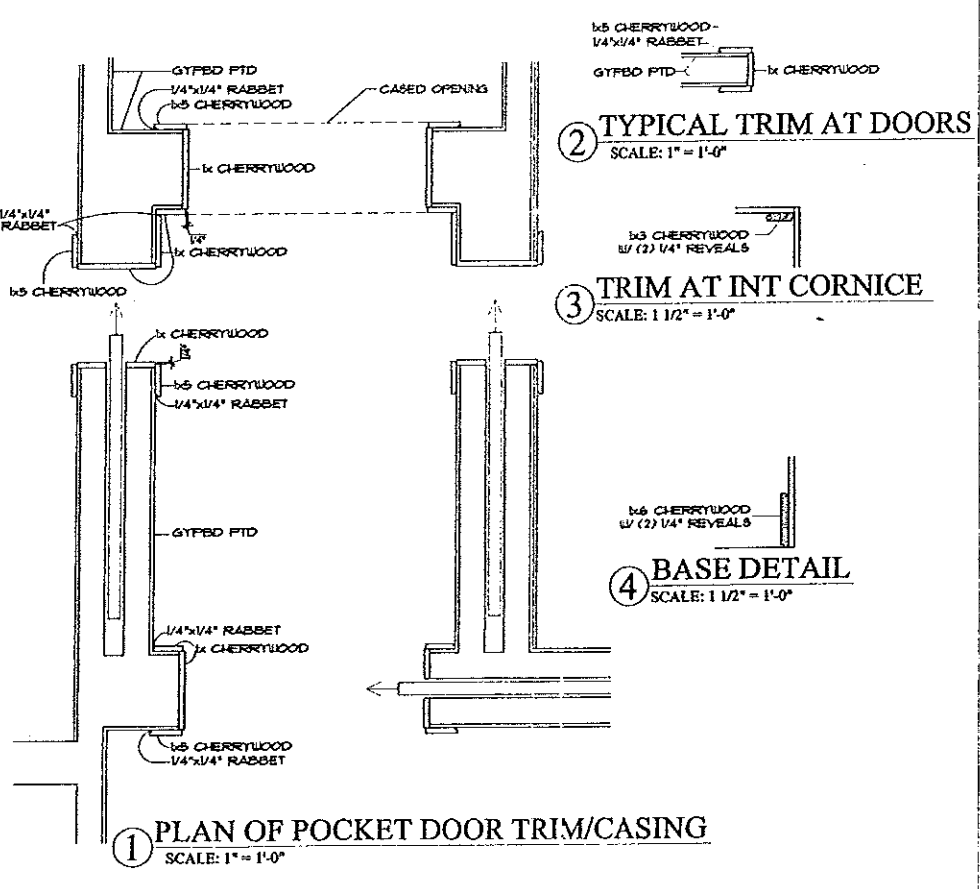 GYPBD PTD
1/4"x1/4" RABBET
1x5 CHERRYWOOD
CASED OPENING
1x CHERRYWOOD
1/4"x1/4"
RABBET
1/4"
1x CHERRYWOOD
1x5 CHERRYWOOD
1x CHERRYWOOD
1x5 CHERRYWOOD
1/4"x1/4" RABBET
GYPBD PTD
1/4"x1/4" RABBET
1x CHERRYWOOD
1x5 CHERRYWOOD
1/4"x1/4" RABBET
1 PLAN OF POCKET DOOR TRIM/CASING
SCALE: 1" = 1'-0"
1x5 CHERRYWOOD
1/4"x1/4" RABBET
GYPBD PTD
1x CHERRYWOOD
2 TYPICAL TRIM AT DOORS
SCALE: 1" = 1'-0"
1x3 CHERRYWOOD
W/ (2) 1/4" REVEALS
3 TRIM AT INT CORNICE
SCALE: 1 1/2" = 1'-0"
1x6 CHERRYWOOD
W/ (2) 1/4" REVEALS
4 BASE DETAIL
SCALE: 1 1/2" = 1'-0"